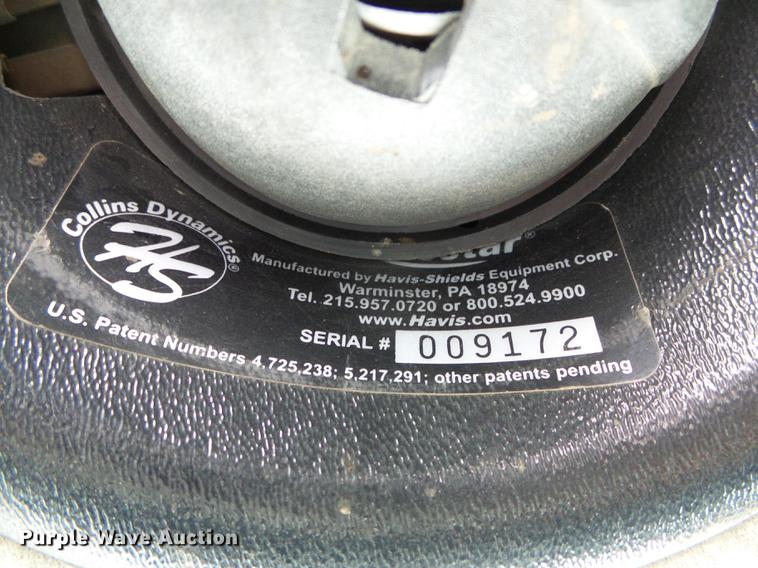 Collins Dynamics®
HS
star®
Manufactured by Havis-Shields Equipment Corp.
Warminster, PA 18974
Tel. 215.957.0720 or 800.524.9900
www.Havis.com
SERIAL # 009172
U.S. Patent Numbers 4,725,238; 5,217,291; other patents pending
Purple Wave Auction